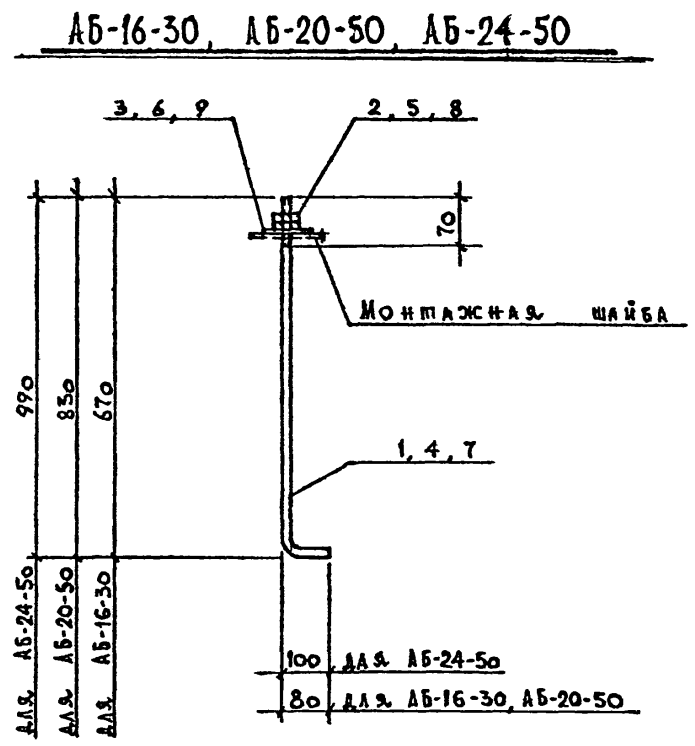 АБ-16-30, АБ-20-50, АБ-24-50
3, 6, 9
2, 5, 8
70
Монтажная шайба
990
830
670
1, 4, 7
для АБ-24-50
для АБ-20-50
для АБ-16-30
100 для АБ-24-50
80 для АБ-16-30, АБ-20-50